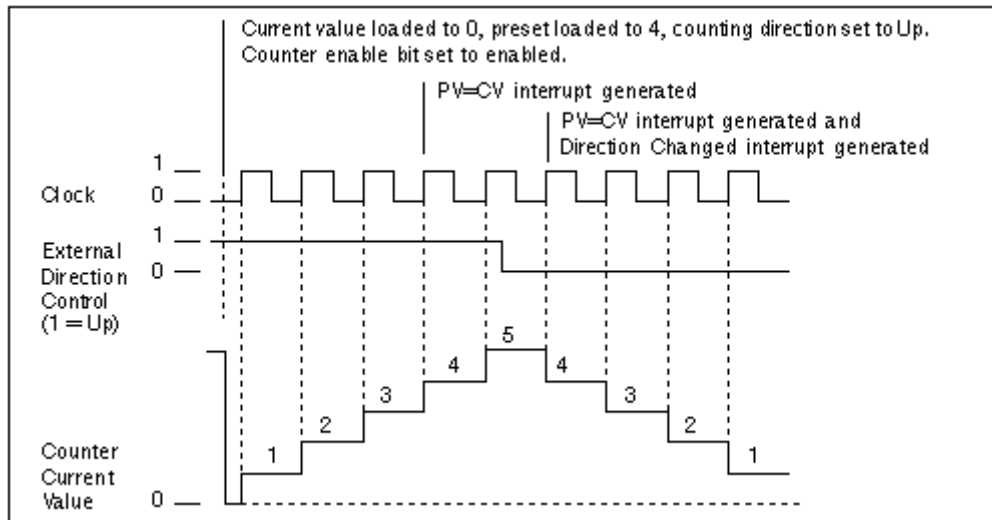 Current value loaded to 0, preset loaded to 4, counting direction set to Up.
Counter enable bit set to enabled.
PV=CV interrupt generated
PV=CV interrupt generated and
Direction Changed interrupt generated
1
Clock 0
1
External
Direction 0
Control
(1 = Up)
5
4 4
3 3
2 2
1 1
Counter
Current
Value 0